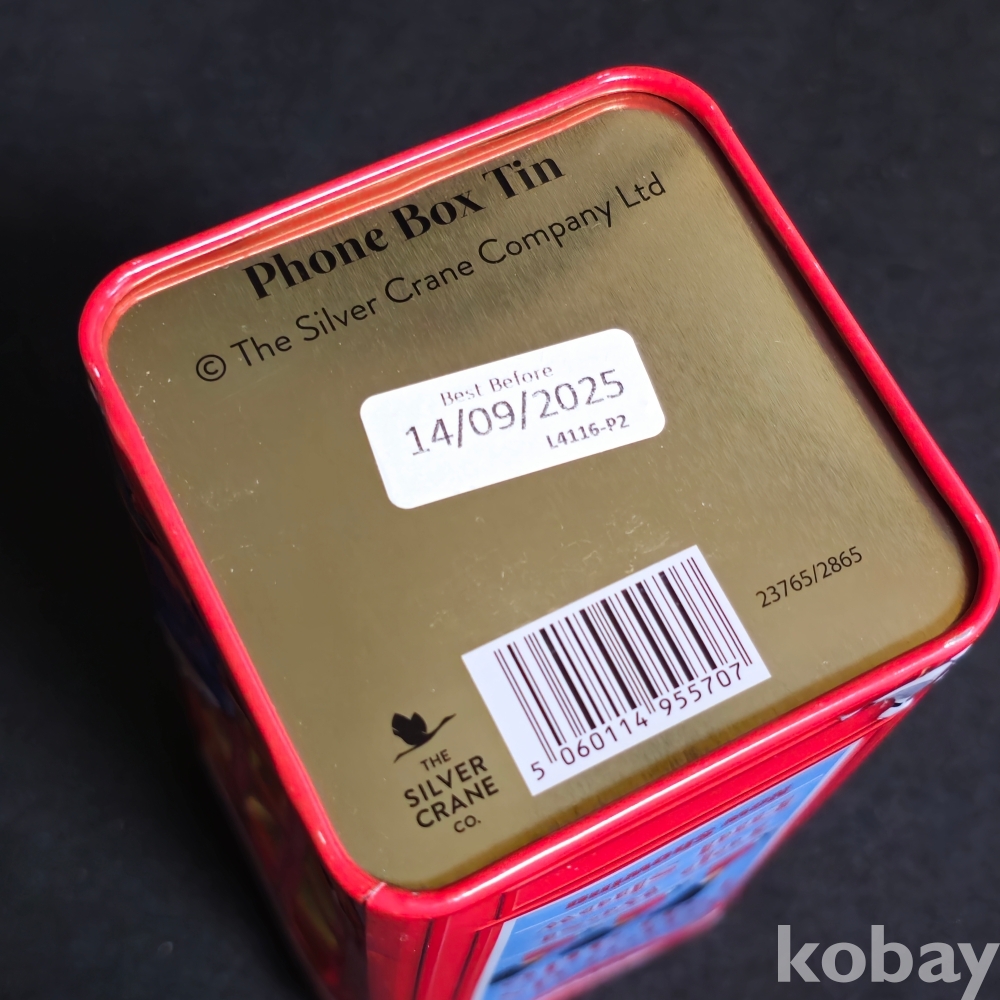 Phone Box Tin
© The Silver Crane Company Ltd
Best Before
14/09/2025
L4116-P2
23765/2865
5 060114 955707
THE
SILVER
CRANE
CO.
kobay